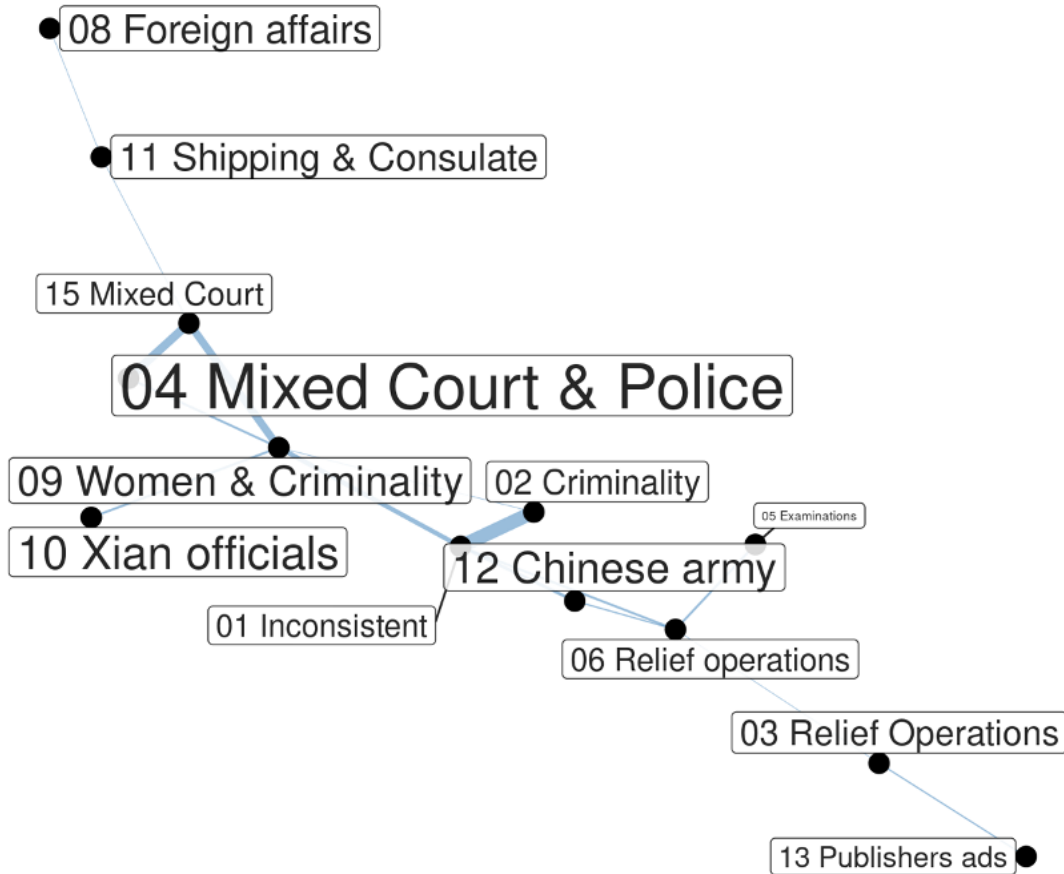 08 Foreign affairs
11 Shipping & Consulate
15 Mixed Court
04 Mixed Court & Police
09 Women & Criminality
02 Criminality
05 Examinations
10 Xian officials
12 Chinese army
01 Inconsistent
06 Relief operations
03 Relief Operations
13 Publishers ads